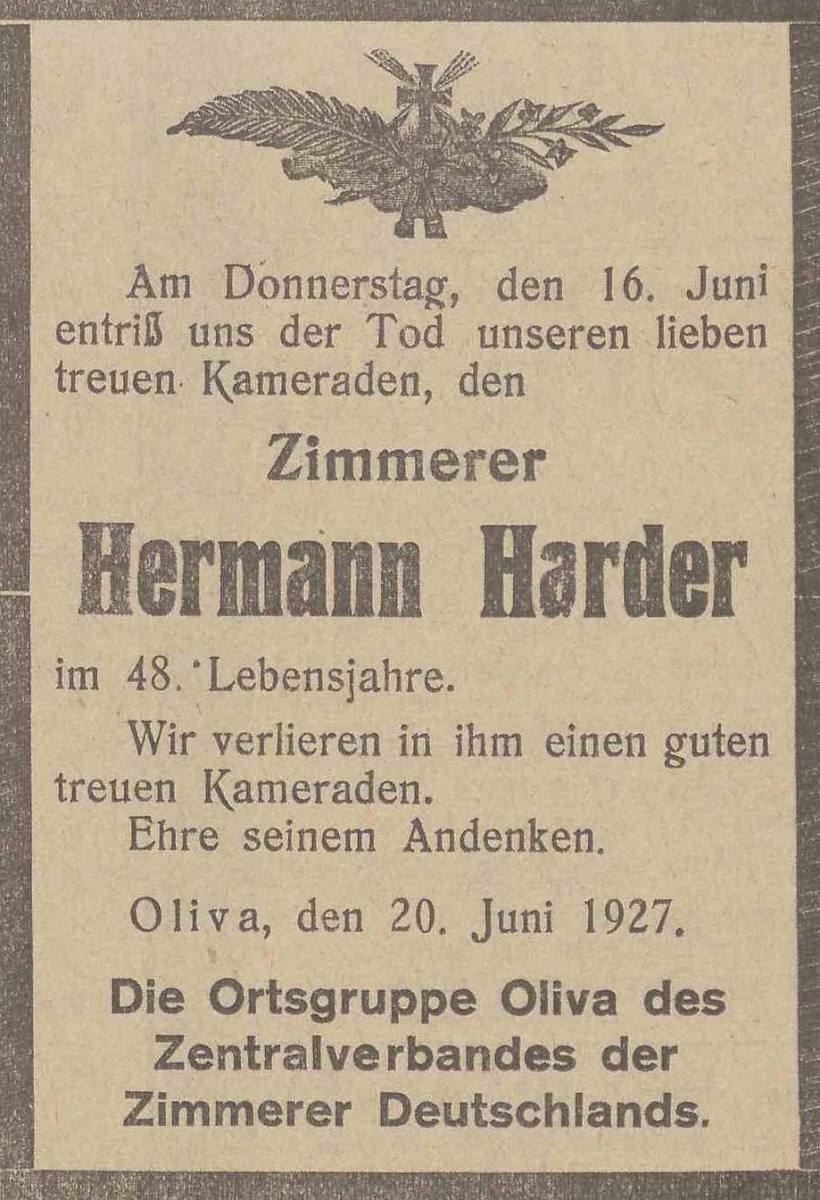 Am Donnerstag, den 16. Juni
entriß uns der Tod unseren lieben
treuen Kameraden, den
Zimmerer
Hermann Harder
im 48. Lebensjahre.
Wir verlieren in ihm einen guten
treuen Kameraden.
Ehre seinem Andenken.
Oliva, den 20. Juni 1927.
Die Ortsgruppe Oliva des
Zentralverbandes der
Zimmerer Deutschlands.